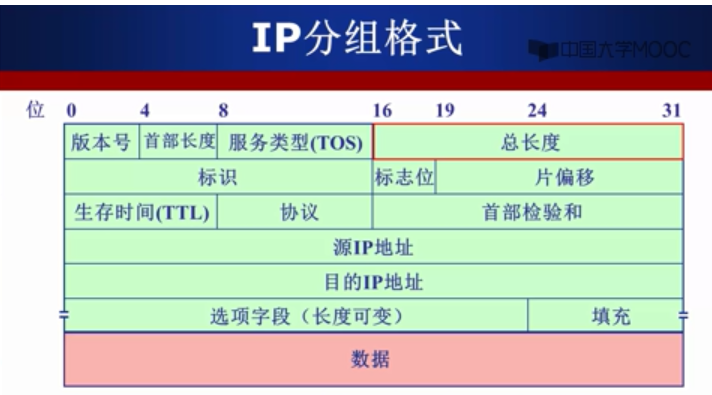 IP分组格式
中国大学MOOC
位 0 4 8 16 19 24 31
版本号 首部长度 服务类型(TOS) 总长度
标识 标志位 片偏移
生存时间(TTL) 协议 首部检验和
源IP地址
目的IP地址
选项字段（长度可变） 填充
数据